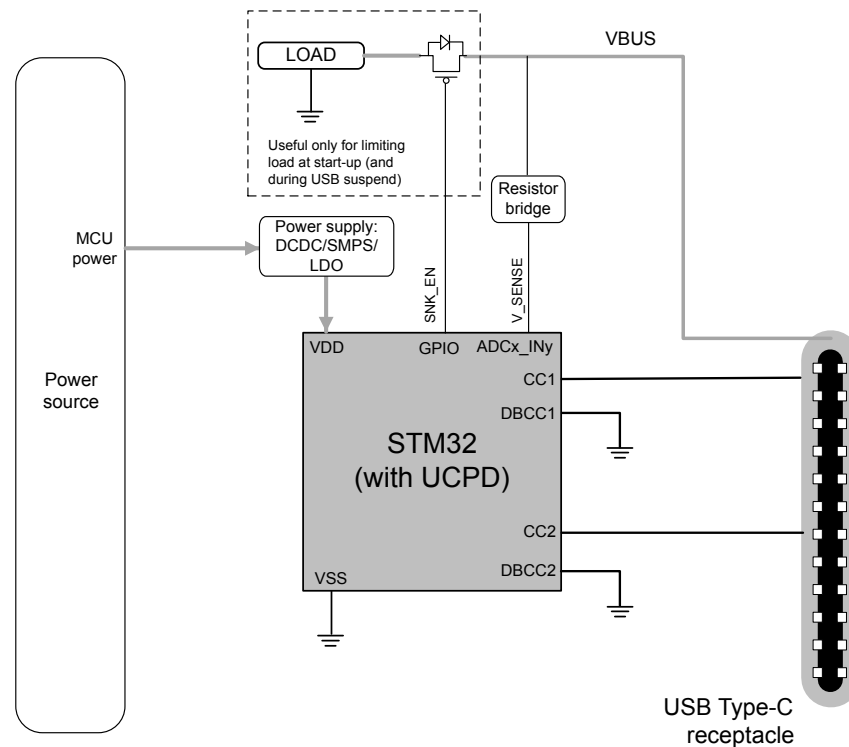 LOAD
VBUS
Useful only for limiting
load at start-up (and
during USB suspend)
Resistor
bridge
MCU
power
Power supply:
DCDC/SMPS/
LDO
SNK_EN
V_SENSE
VDD
GPIO
ADCx_INy
CC1
Power
source
DBCC1
STM32
(with UCPD)
CC2
DBCC2
VSS
USB Type-C
receptacle